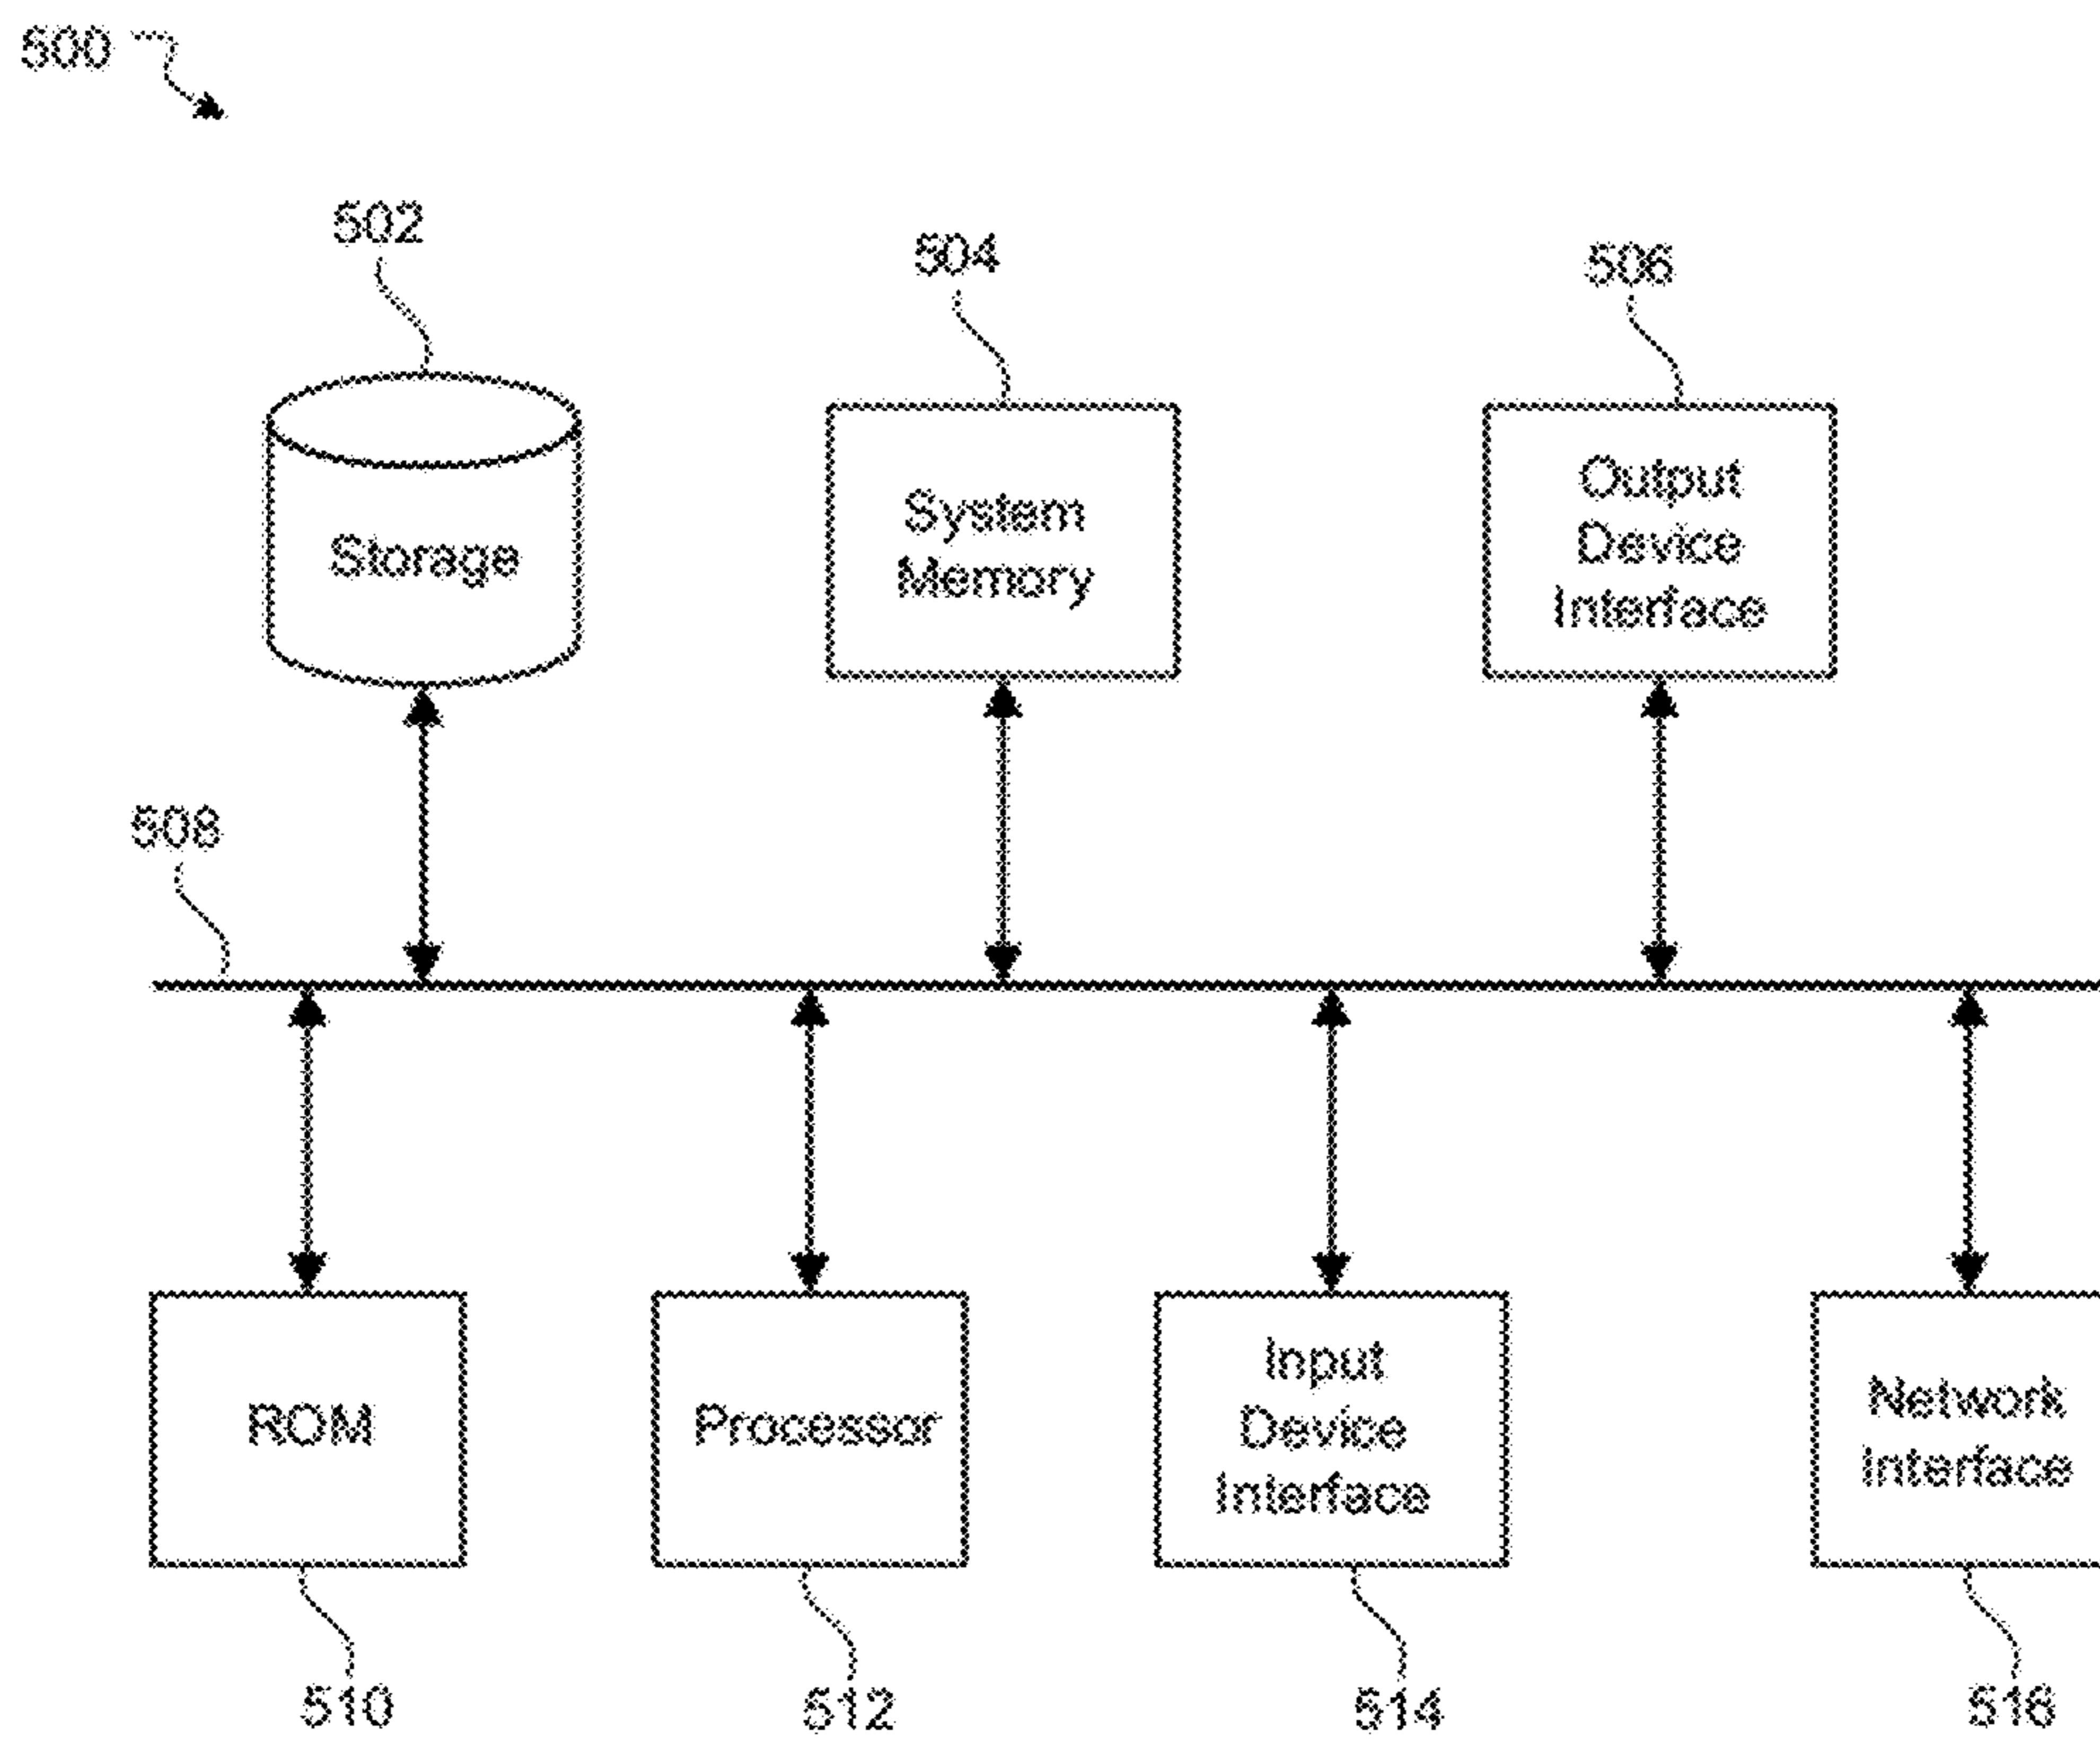 500
502
504
506
Storage
System
Memory
Output
Device
Interface
508
ROM
Processor
Input
Device
Interface
Network
Interface
510
512
514
516